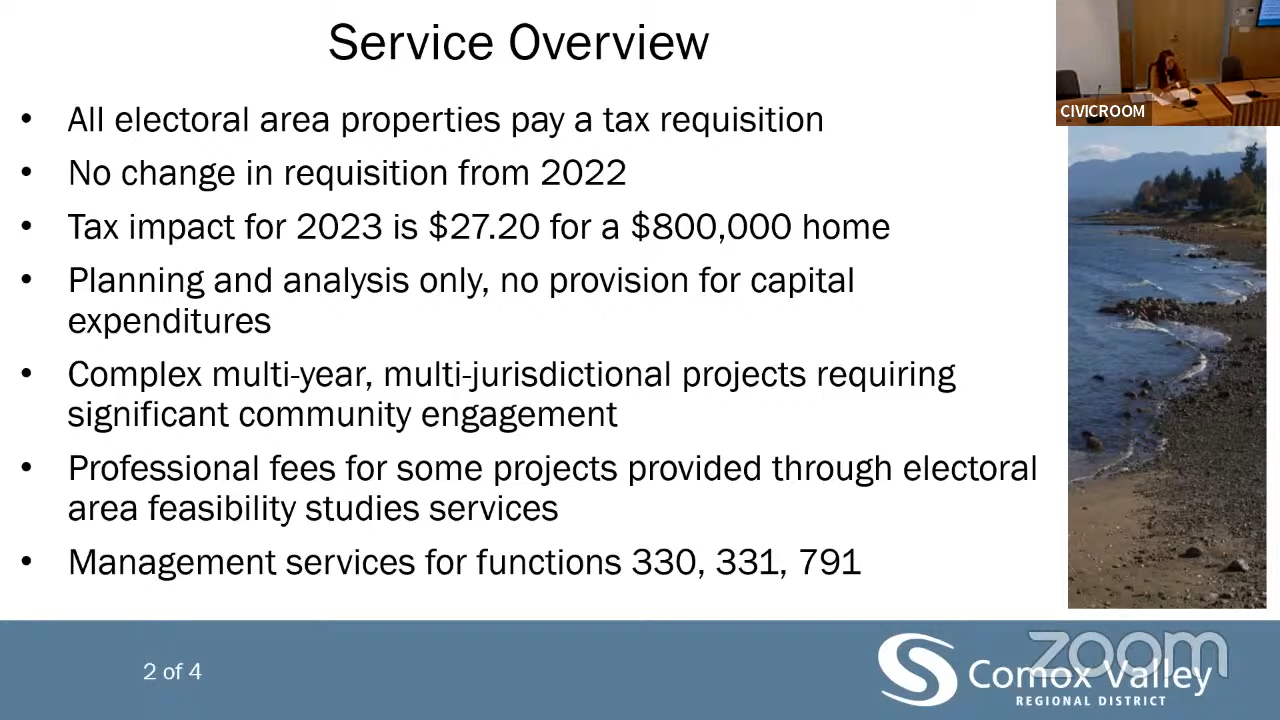 Service Overview
CIVICROOM
• All electoral area properties pay a tax requisition
• No change in requisition from 2022
• Tax impact for 2023 is $27.20 for a $800,000 home
• Planning and analysis only, no provision for capital
expenditures
• Complex multi-year, multi-jurisdictional projects requiring
significant community engagement
• Professional fees for some projects provided through electoral
area feasibility studies services
• Management services for functions 330, 331, 791
2 of 4
zoom
Comox Valley
REGIONAL DISTRICT